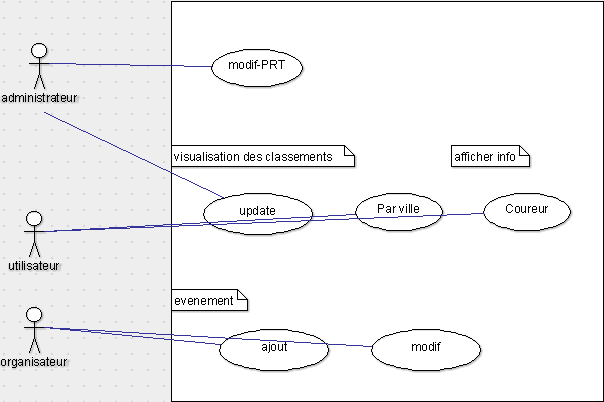 modif-PRT
administrateur
visualisation des classements
afficher info
update
Par ville
Coureur
utilisateur
evenement
ajout
modif
organisateur